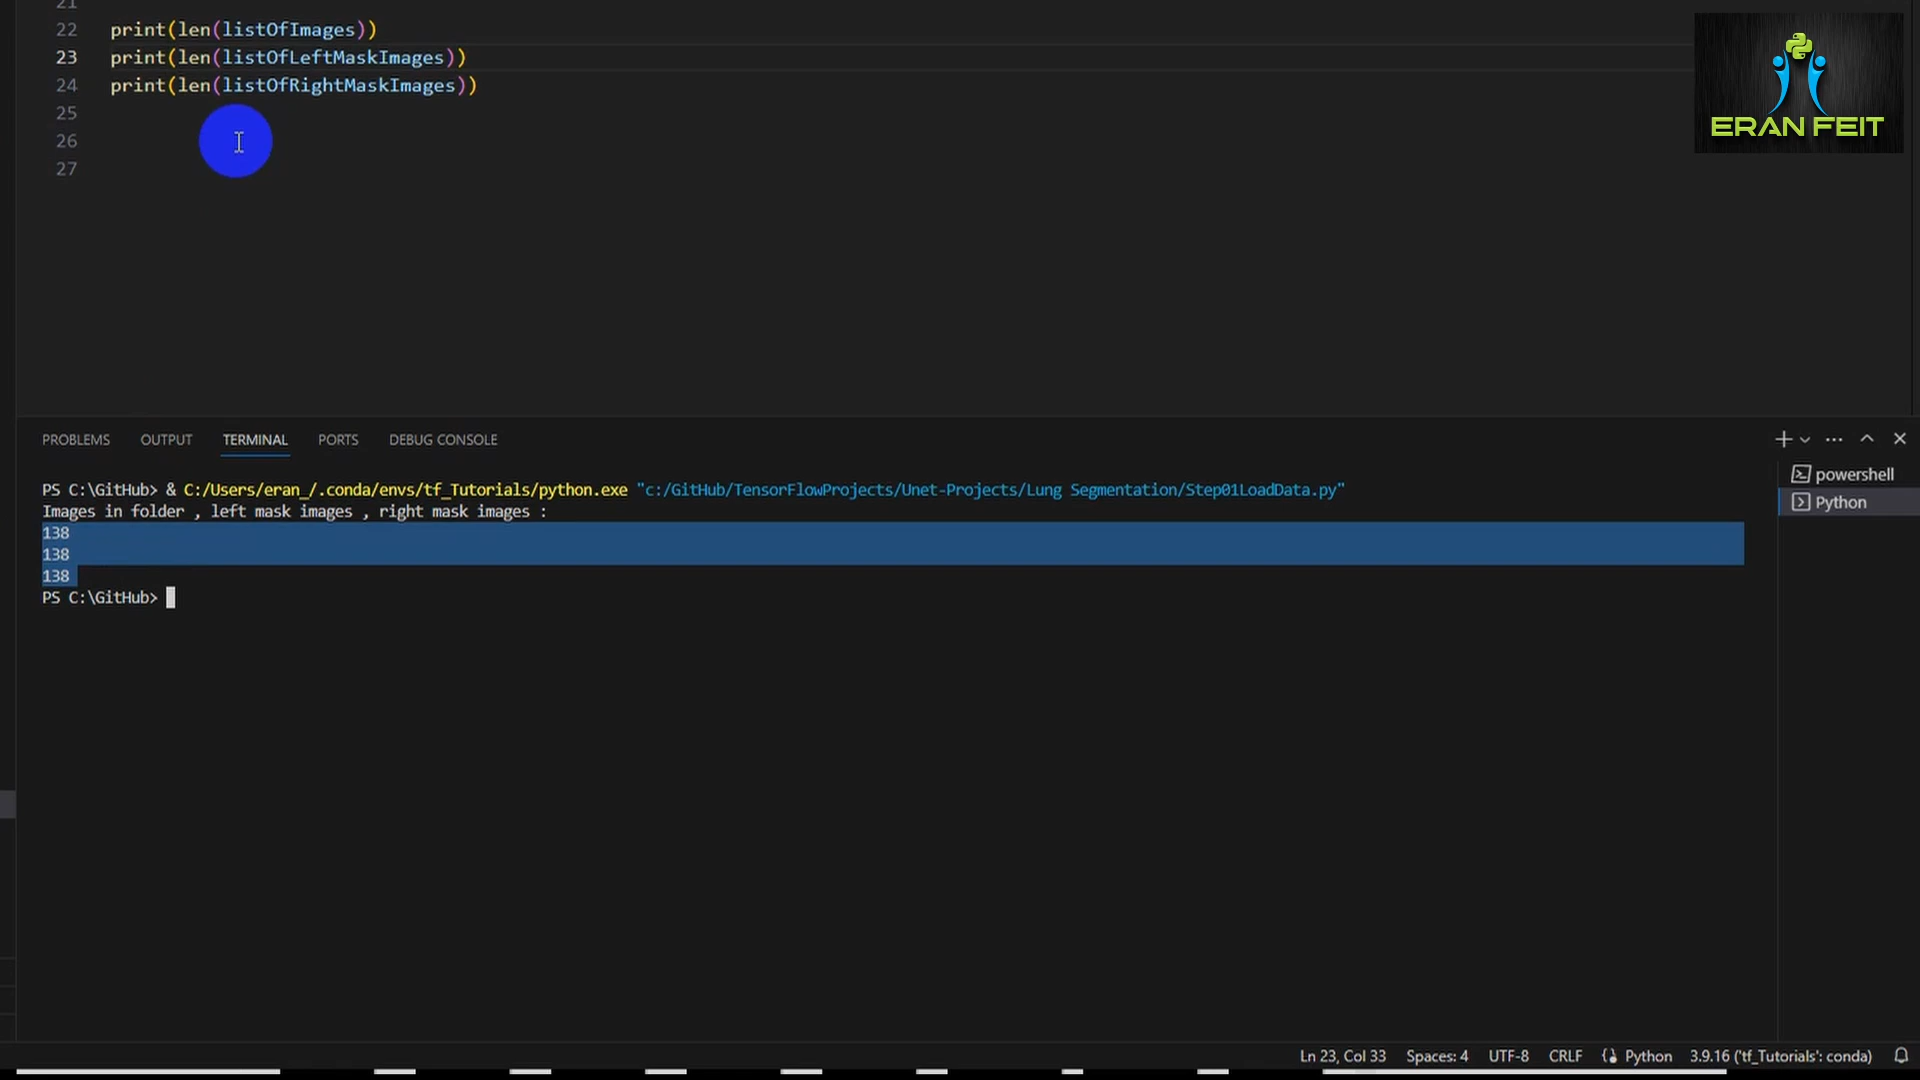 21
22 print(len(listOfImages))
23 print(len(listOfLeftMaskImages))
24 print(len(listOfRightMaskImages))
25
26
27
ERAN FEIT
PROBLEMS OUTPUT TERMINAL PORTS DEBUG CONSOLE
PS C:\GitHub> & C:/Users/eran_/.conda/envs/tf_Tutorials/python.exe "c:/GitHub/TensorFlowProjects/Unet-Projects/Lung Segmentation/Step01LoadData.py"
Images in folder , left mask images , right mask images :
138
138
138
PS C:\GitHub>
powershell
Python
Ln 23, Col 33 Spaces: 4 UTF-8 CRLF Python 3.9.16 ('tf_Tutorials': conda)